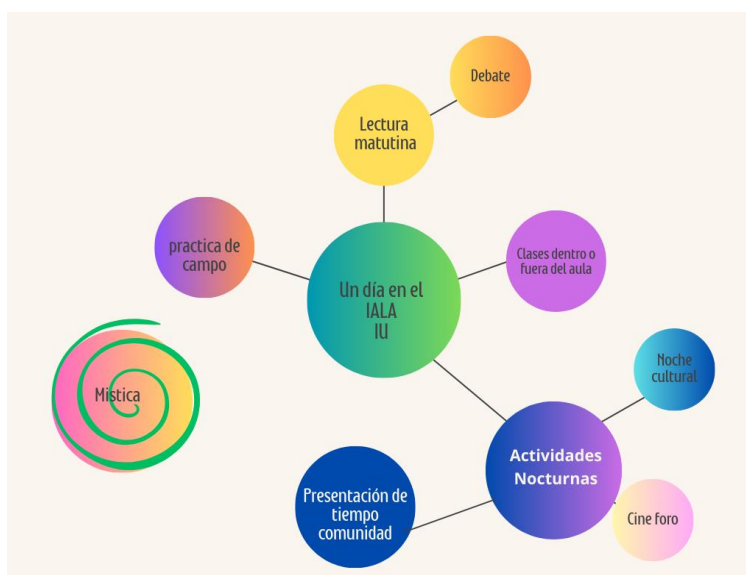 Debate
Lectura
matutina
practica de
campo
Clases dentro o
fuera del aula
Un día en el
IALA
IU
Mistica
Noche
cultural
Actividades
Nocturnas
Presentación de
tiempo
comunidad
Cine foro